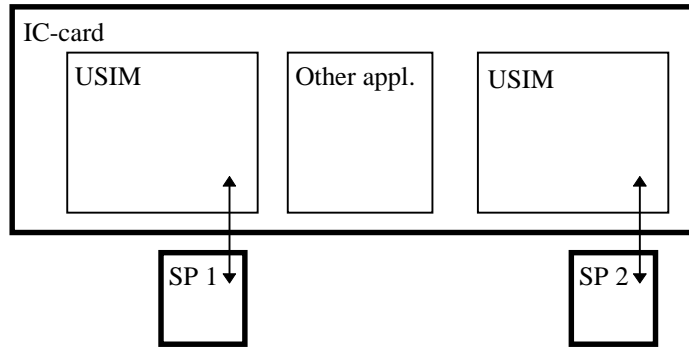 IC-card
USIM
Other appl.
USIM
SP 1
SP 2